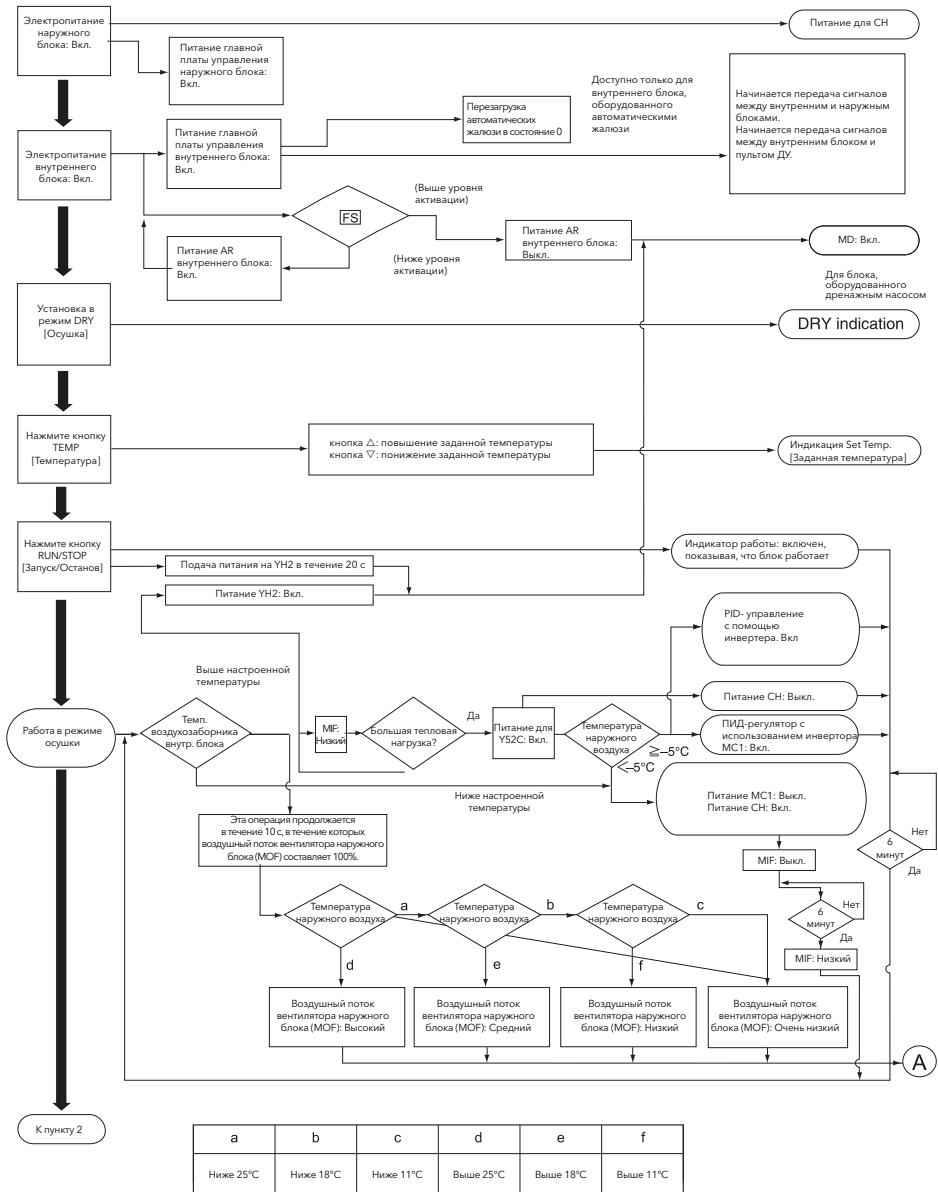 Электропитание
наружного
блока: Вкл.
Питание для CH
Питание главной
платы управления
наружного блока:
Вкл.
Доступно только для
внутреннего блока,
оборудованного
автоматическими
жалюзи
Перезагрузка
автоматических
жалюзи в состояние 0
Начинается передача сигналов
между внутренним и наружным
блоками.
Начинается передача сигналов
между внутренним блоком и
пультом ДУ.
Электропитание
внутреннего
блока: Вкл.
Питание главной
платы управления
внутреннего блока:
Вкл.
FS
(Выше уровня
активации)
(Ниже уровня
активации)
Питание AR
внутреннего блока:
Вкл.
Питание AR
внутреннего блока:
Выкл.
MD: Вкл.
Для блока,
оборудованного
дренажным насосом
Установка в
режим DRY
[Осушка]
DRY indication
Нажмите кнопку
TEMP
[Температура]
кнопка △: повышение заданной температуры
кнопка ▽: понижение заданной температуры
Индикация Set Temp.
[Заданная температура]
Нажмите кнопку
RUN/STOP
[Запуск/Останов]
Индикатор работы: включен,
показывая, что блок работает
Подача питания на YH2 в течение 20 с
Питание YH2: Вкл.
PID- управление
с помощью
инвертера. Вкл
Выше настроенной
температуры
Работа в режиме
осушки
Темп.
воздухозаборника
внутр. блока
MIF:
Низкий
Большая тепловая
нагрузка?
Да
Питание для
Y52C: Вкл.
Температура
наружного
воздуха
≧–5°C
<–5°C
Питание CH: Выкл.
ПИД-регулятор с
использованием инвертора
MC1: Вкл.
Ниже настроенной
температуры
Питание MC1: Выкл.
Питание CH: Вкл.
Эта операция продолжается
в течение 10 с, в течение которых
воздушный поток вентилятора наружного
блока (MOF) составляет 100%.
MIF: Выкл.
6
минут
Нет
Да
6
минут
Нет
Да
MIF: Низкий
Температура
наружного воздуха
a
Температура
наружного воздуха
b
Температура
наружного воздуха
c
d
e
f
Воздушный поток
вентилятора наружного
блока (MOF): Высокий
Воздушный поток
вентилятора наружного
блока (MOF): Средний
Воздушный поток
вентилятора наружного
блока (MOF): Низкий
Воздушный поток
вентилятора наружного
блока (MOF): Очень низкий
A
К пункту 2
a b c d e f
Ниже 25°C Ниже 18°C Ниже 11°C Выше 25°C Выше 18°C Выше 11°C